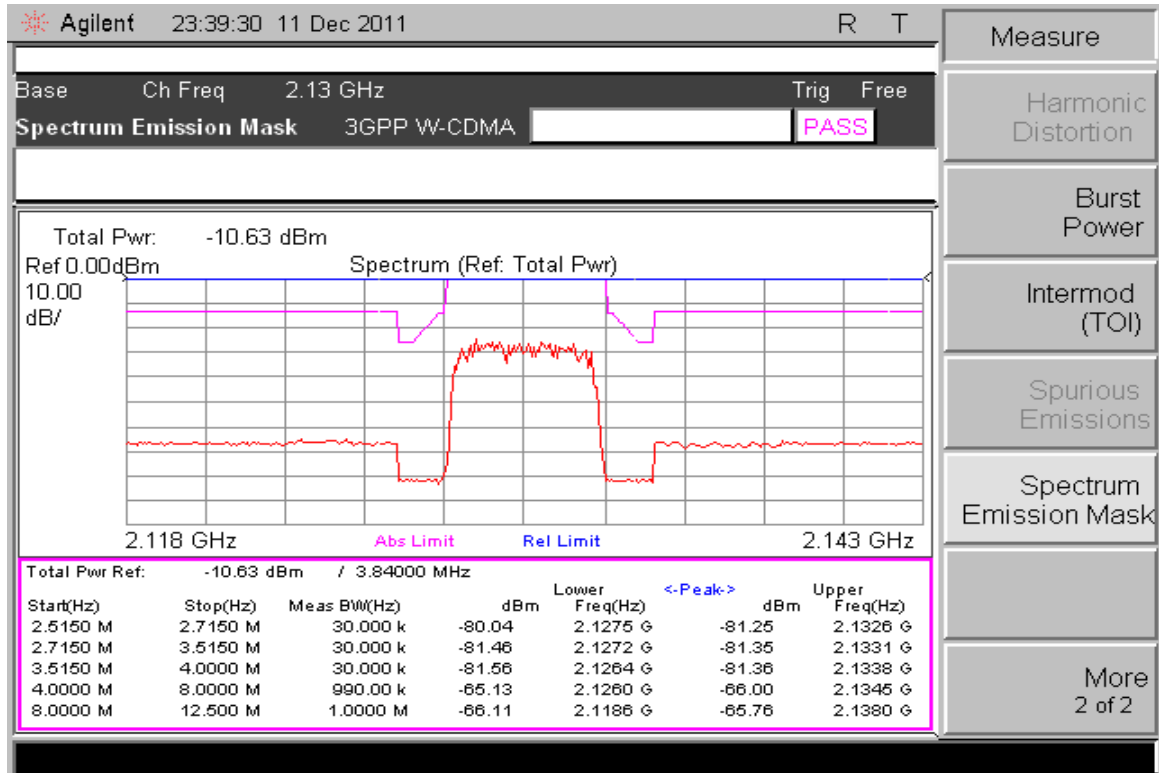 Agilent 23:39:30 11 Dec 2011 R T
Base Ch Freq 2.13 GHz Trig Free
Spectrum Emission Mask 3GPP W-CDMA PASS
Total Pwr: -10.63 dBm
Ref 0.00dBm Spectrum (Ref: Total Pwr)
10.00
dB/
2.118 GHz Abs Limit Rel Limit 2.143 GHz
Total Pwr Ref: -10.63 dBm / 3.84000 MHz
Lower <-Peak-> Upper
Start(Hz) Stop(Hz) Meas BW(Hz) dBm Freq(Hz) dBm Freq(Hz)
2.5150 M 2.7150 M 30.000 k -80.04 2.1275 G -81.25 2.1326 G
2.7150 M 3.5150 M 30.000 k -81.46 2.1272 G -81.35 2.1331 G
3.5150 M 4.0000 M 30.000 k -81.56 2.1264 G -81.36 2.1338 G
4.0000 M 8.0000 M 990.00 k -65.13 2.1260 G -66.00 2.1345 G
8.0000 M 12.500 M 1.0000 M -66.11 2.1186 G -65.76 2.1380 G
Measure
Harmonic
Distortion
Burst
Power
Intermod
(TOI)
Spurious
Emissions
Spectrum
Emission Mask
More
2 of 2